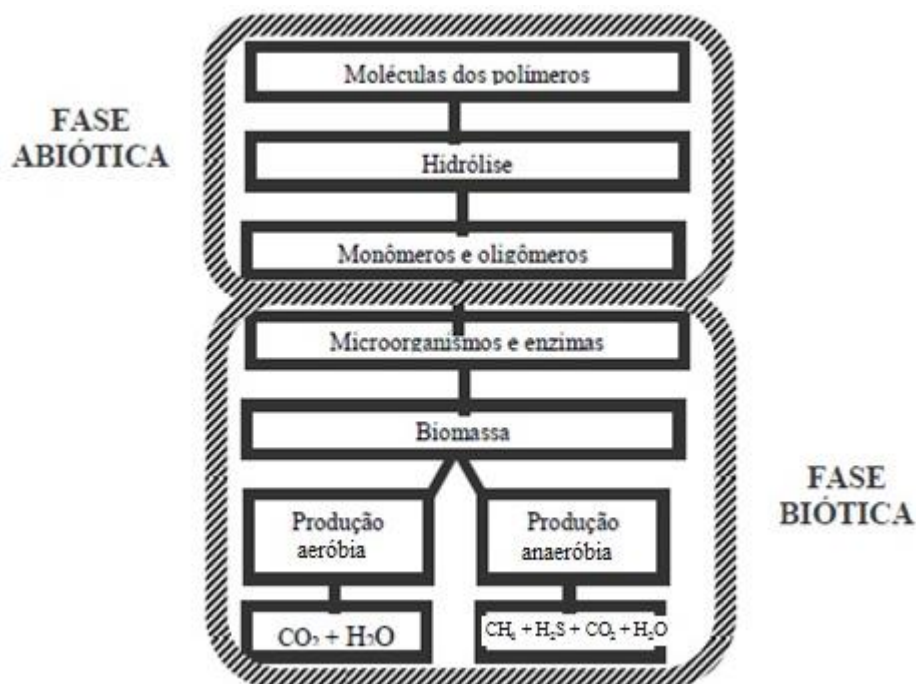 FASE
ABIÓTICA
Moléculas dos polímeros
Hidrólise
Monômeros e oligômeros
Microorganismos e enzimas
Biomassa
Produção
aeróbia
Produção
anaeróbia
FASE
BIÓTICA
CO₂ + H₂O
CH₄ + H₂S + CO₂ + H₂O